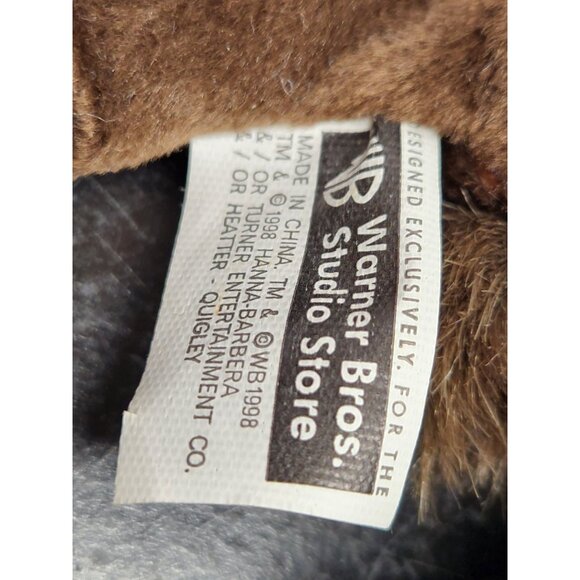 DESIGNED EXCLUSIVELY. FOR THE
WB Warner Bros.
Studio Store
MADE IN CHINA. TM & ©WB1998
TM & ©1998 HANNA-BARBERA
& / OR TURNER ENTERTAINMENT CO.
& / OR HEATTER - QUIGLEY